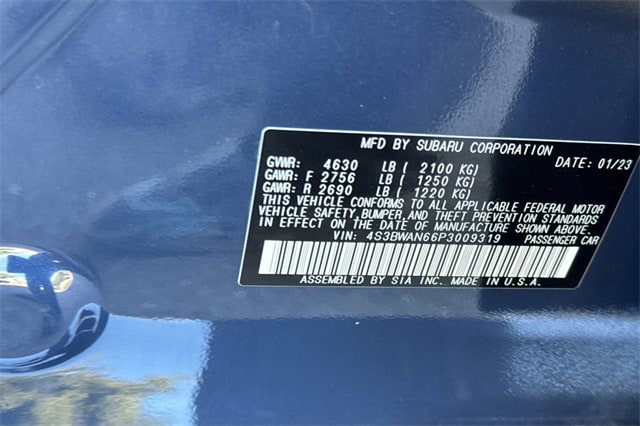 MFD BY SUBARU CORPORATION
DATE: 01/23
GVWR: 4630 LB ( 2100 KG)
GAWR: F 2756 LB ( 1250 KG)
GAWR: R 2690 LB ( 1220 KG)
THIS VEHICLE CONFORMS TO ALL APPLICABLE FEDERAL MOTOR
VEHICLE SAFETY, BUMPER, AND THEFT PREVENTION STANDARDS
IN EFFECT ON THE DATE OF MANUFACTURE SHOWN ABOVE.
VIN: 4S3BWAN66P3009319 PASSENGER CAR
ASSEMBLED BY SIA INC. MADE IN U.S.A.